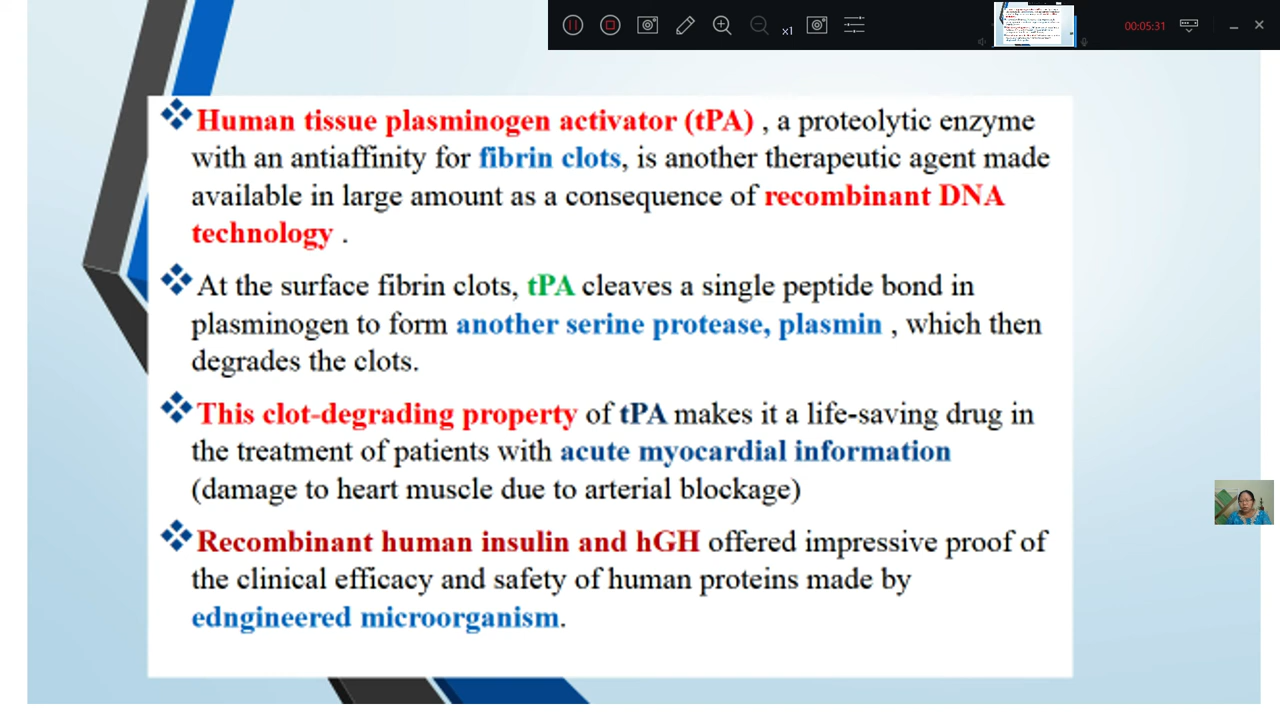 x1
00:05:31
Human tissue plasminogen activator (tPA) , a proteolytic enzyme
with an antiaffinity for fibrin clots, is another therapeutic agent made
available in large amount as a consequence of recombinant DNA
technology .
At the surface fibrin clots, tPA cleaves a single peptide bond in
plasminogen to form another serine protease, plasmin , which then
degrades the clots.
This clot-degrading property of tPA makes it a life-saving drug in
the treatment of patients with acute myocardial information
(damage to heart muscle due to arterial blockage)
Recombinant human insulin and hGH offered impressive proof of
the clinical efficacy and safety of human proteins made by
edngineered microorganism.